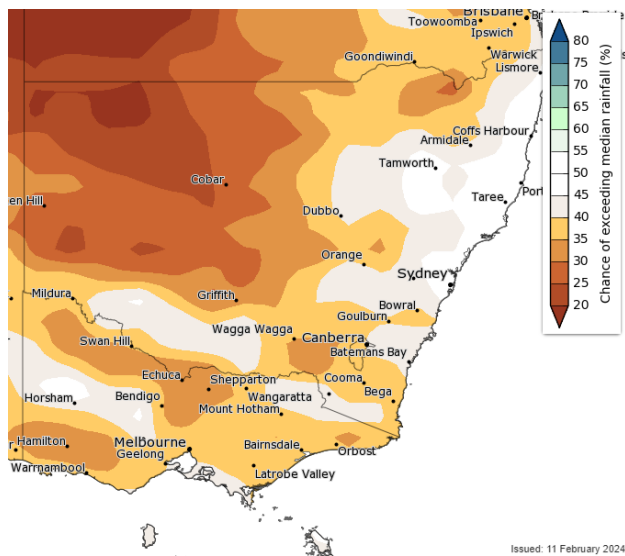 Brisbane
Toowoomba
Ipswich
Goondiwindi
Warwick
Lismore
Coffs Harbour
Armidale
Tamworth
Cobar
Taree
Port
en Hill
Dubbo
Orange
Sydney
Mildura
Griffith
Bowral
Goulburn
Wagga Wagga
Canberra
Swan Hill
Batemans Bay
Echuca
Shepparton
Cooma
Horsham
Bendigo
Wangaratta
Bega
Mount Hotham
Hamilton
Melbourne
Bairnsdale
Orbost
Geelong
Warrnambool
Latrobe Valley
80
75
70
65
60
55
50
45
40
35
30
25
20
Chance of exceeding median rainfall (%)
Issued: 11 February 2024